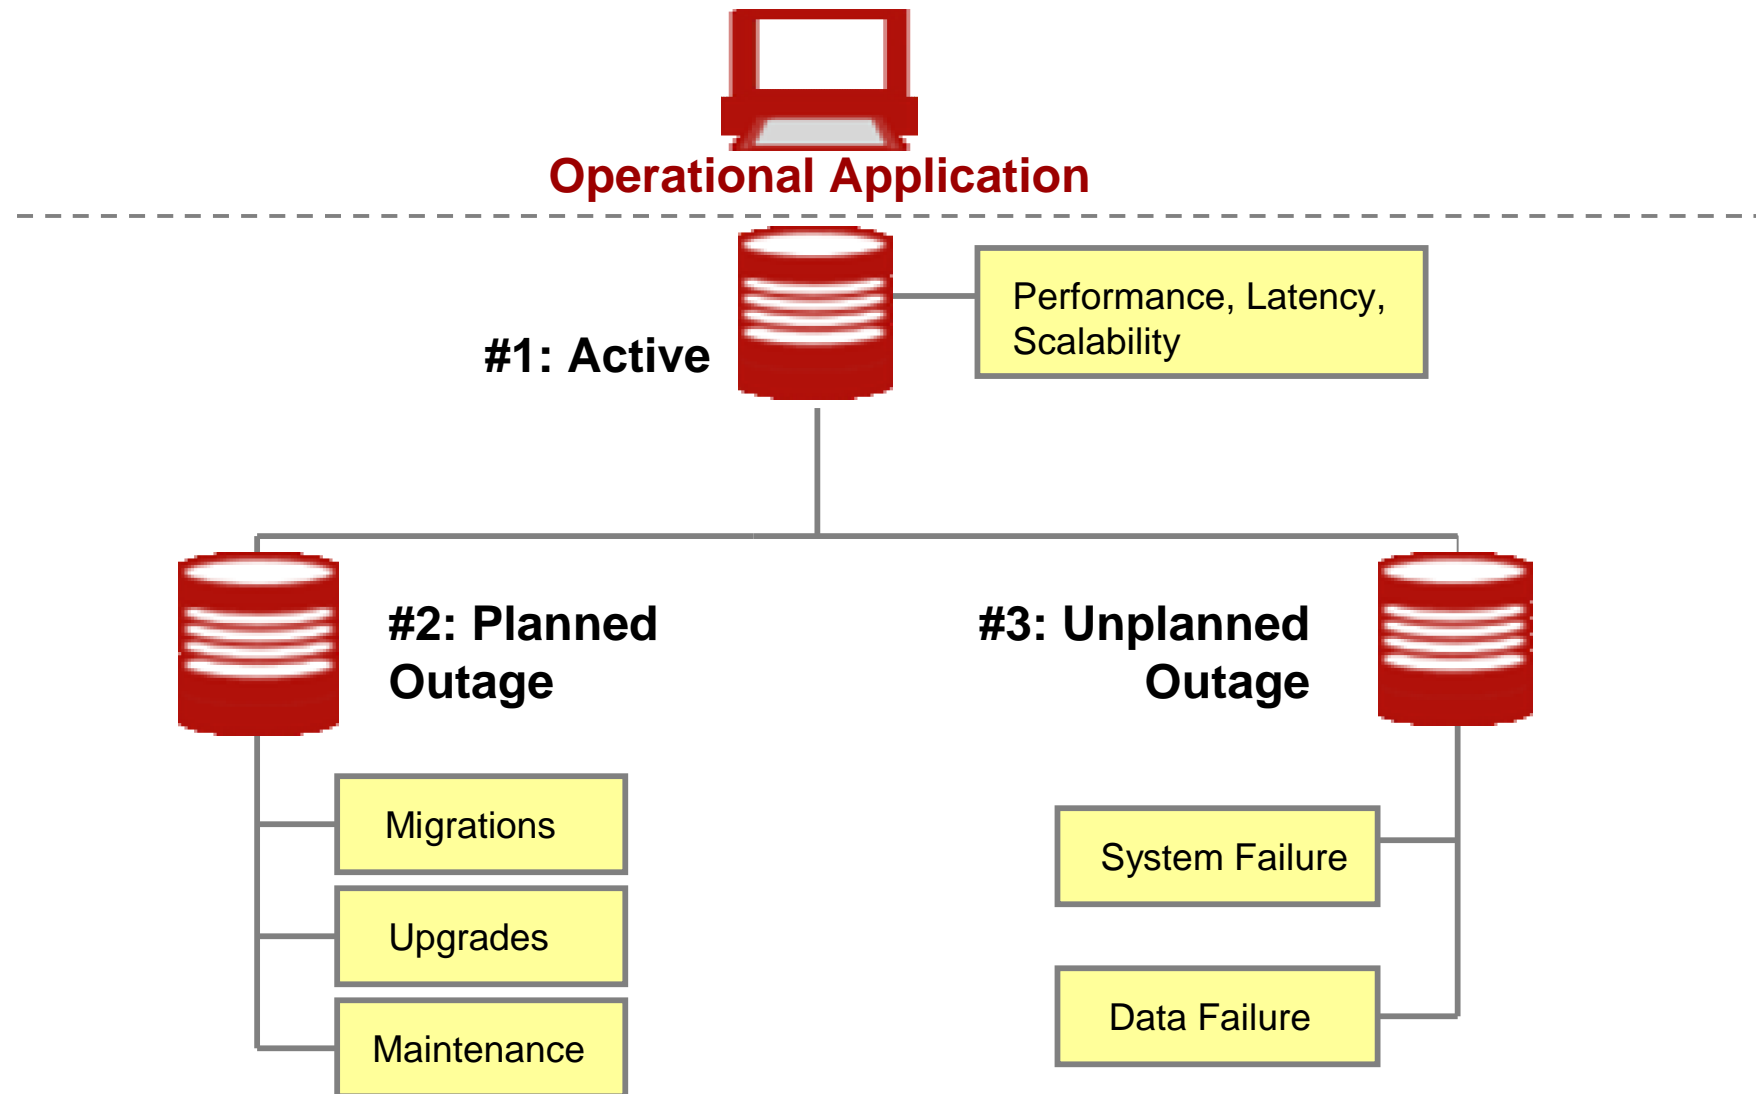 Operational Application
Performance, Latency,
Scalability
#1: Active
#2: Planned
Outage
#3: Unplanned
Outage
Migrations
Upgrades
Maintenance
System Failure
Data Failure